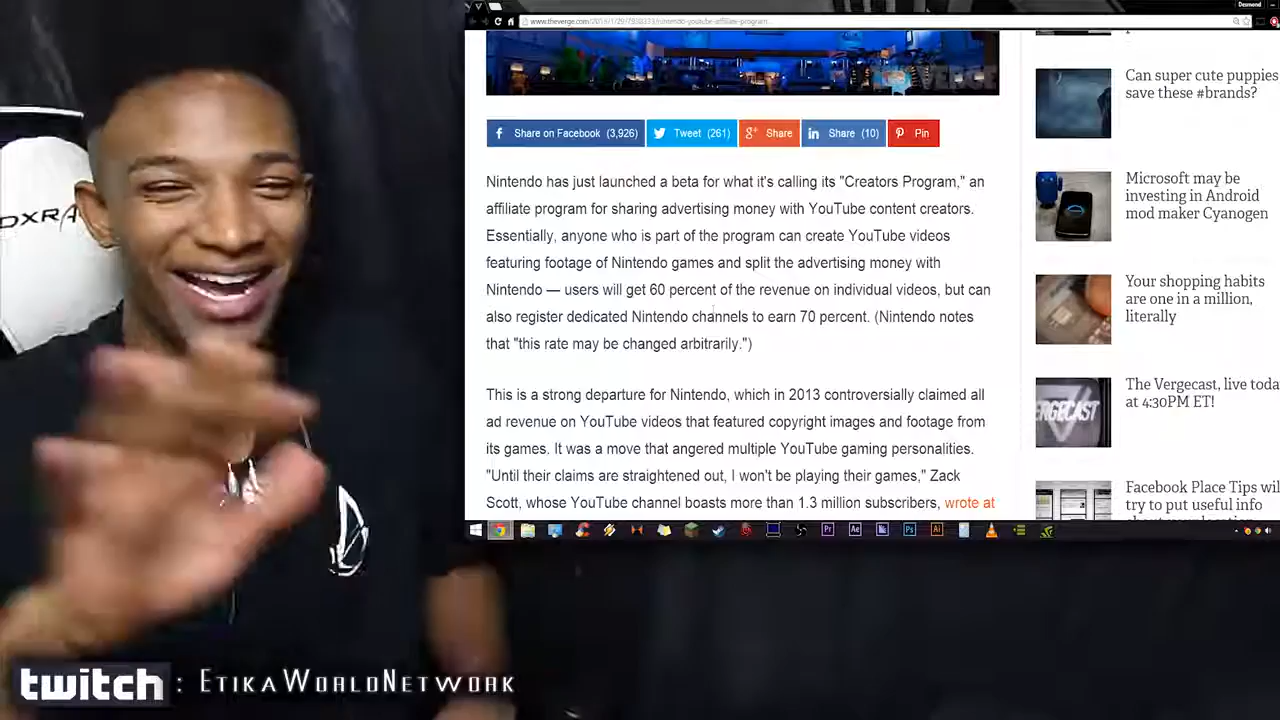 Desmond
Share on Facebook (3,926)
Tweet (261)
Share
Share (10)
Pin
Nintendo has just launched a beta for what it's calling its "Creators Program," an
affiliate program for sharing advertising money with YouTube content creators.
Essentially, anyone who is part of the program can create YouTube videos
featuring footage of Nintendo games and split the advertising money with
Nintendo — users will get 60 percent of the revenue on individual videos, but can
also register dedicated Nintendo channels to earn 70 percent. (Nintendo notes
that "this rate may be changed arbitrarily.")
This is a strong departure for Nintendo, which in 2013 controversially claimed all
ad revenue on YouTube videos that featured copyright images and footage from
its games. It was a move that angered multiple YouTube gaming personalities.
"Until their claims are straightened out, I won't be playing their games," Zack
Scott, whose YouTube channel boasts more than 1.3 million subscribers, wrote at
Can super cute puppies
save these #brands?
Microsoft may be
investing in Android
mod maker Cyanogen
Your shopping habits
are one in a million,
literally
The Vergecast, live toda
at 4:30PM ET!
Facebook Place Tips wil
try to put useful info
DXRA
twitch : EtikaWorldNetwork